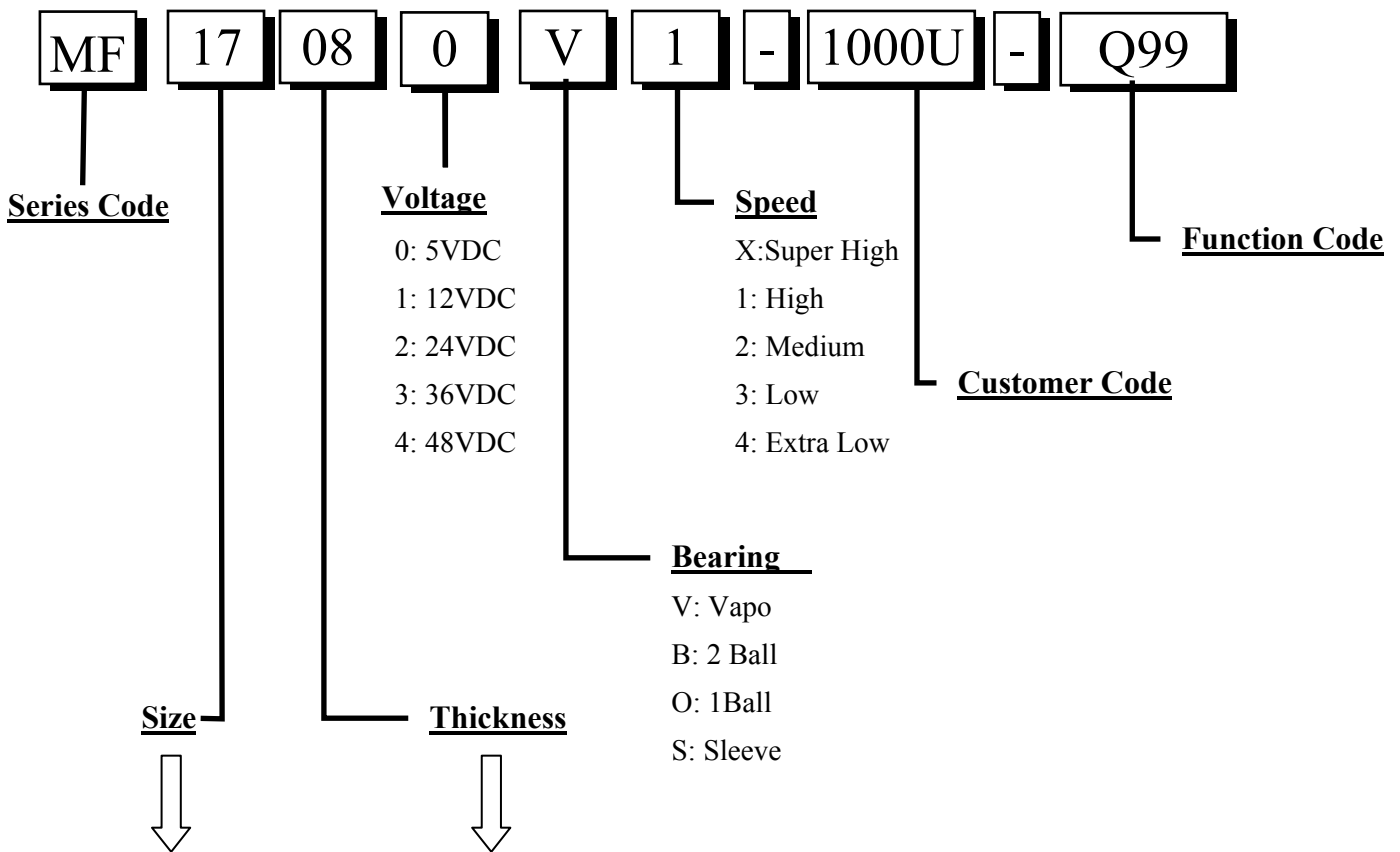 MF 17 08 0 V 1 - 1000U - Q99
Series Code
Voltage
0: 5VDC
1: 12VDC
2: 24VDC
3: 36VDC
4: 48VDC
Speed
X:Super High
1: High
2: Medium
3: Low
4: Extra Low
Function Code
Customer Code
Bearing
V: Vapo
B: 2 Ball
O: 1Ball
S: Sleeve
Size
Thickness